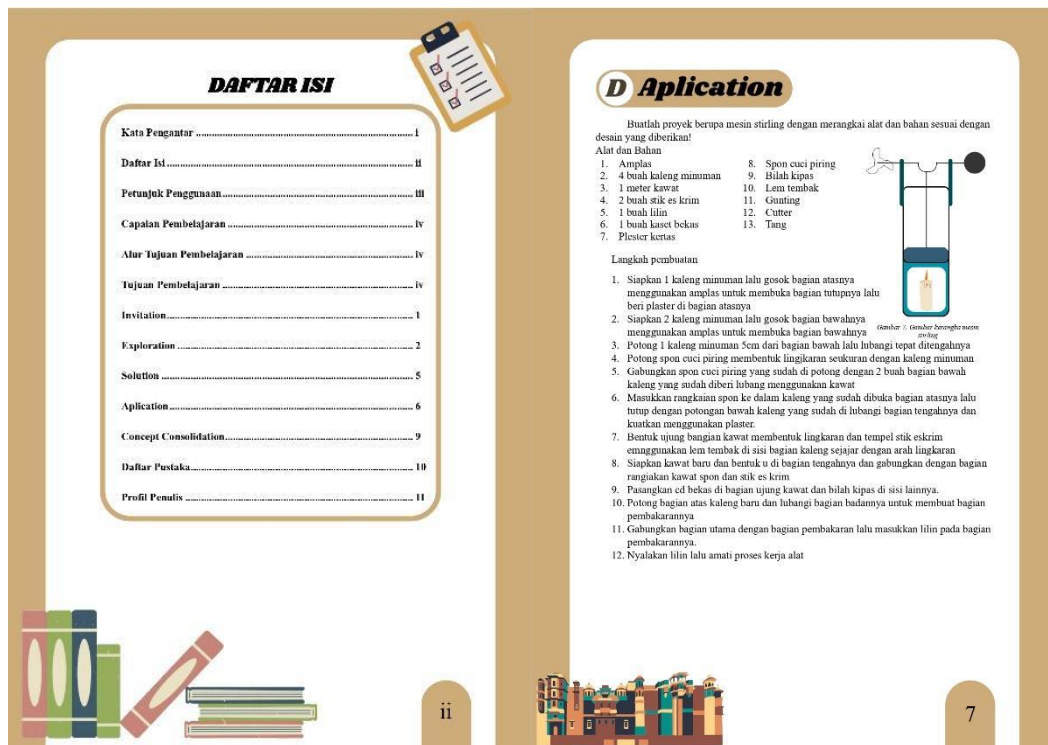 DAFTAR ISI
Kata Pengantar ........ i
Daftar Isi ........ ii
Petunjuk Penggunaan ........ iii
Capaian Pembelajaran ........ iv
Alur Tujuan Pembelajaran ........ iv
Tujuan Pembelajaran ........ iv
Invitation ........ 1
Exploration ........ 2
Solution ........ 5
Aplication ........ 6
Concept Consolidation ........ 9
Daftar Pustaka ........ 10
Profil Penulis ........ 11
ii
D Aplication
Buatlah proyek berupa mesin stirling dengan merangkai alat dan bahan sesuai dengan
desain yang diberikan!
Alat dan Bahan
1. Amplas
2. 4 buah kaleng minuman
3. 1 meter kawat
4. 2 buah stik es krim
5. 1 buah lilin
6. 1 buah kaset bekas
7. Plester kertas
8. Spon cuci piring
9. Bilah kipas
10. Lem tembak
11. Gunting
12. Cutter
13. Tang
Gambar 7. Gambar kerangka mesin
stirling
Langkah pembuatan
1. Siapkan 1 kaleng minuman lalu gosok bagian atasnya
menggunakan amplas untuk membuka bagian tutupnya lalu
beri plaster di bagian atasnya
2. Siapkan 2 kaleng minuman lalu gosok bagian bawahnya
menggunakan amplas untuk membuka bagian bawahnya
3. Potong 1 kaleng minuman 5cm dari bagian bawah lalu lubangi tepat ditengahnya
4. Potong spon cuci piring membentuk lingjkaran seukuran dengan kaleng minuman
5. Gabungkan spon cuci piring yang sudah di potong dengan 2 buah bagian bawah
kaleng yang sudah diberi lubang menggunakan kawat
6. Masukkan rangkaian spon ke dalam kaleng yang sudah dibuka bagian atasnya lalu
tutup dengan potongan bawah kaleng yang sudah di lubangi bagian tengahnya dan
kuatkan menggunakan plaster.
7. Bentuk ujung bangian kawat membentuk lingkaran dan tempel stik eskrim
emnggunakan lem tembak di sisi bagian kaleng sejajar dengan arah lingkaran
8. Siapkan kawat baru dan bentuk u di bagian tengahnya dan gabungkan dengan bagian
rangiakan kawat spon dan stik es krim
9. Pasangkan cd bekas di bagian ujung kawat dan bilah kipas di sisi lainnya.
10. Potong bagian atas kaleng baru dan lubangi bagian badannya untuk membuat bagian
pembakarannya
11. Gabungkan bagian utama dengan bagian pembakaran lalu masukkan lilin pada bagian
pembakarannya.
12. Nyalakan lilin lalu amati proses kerja alat
7